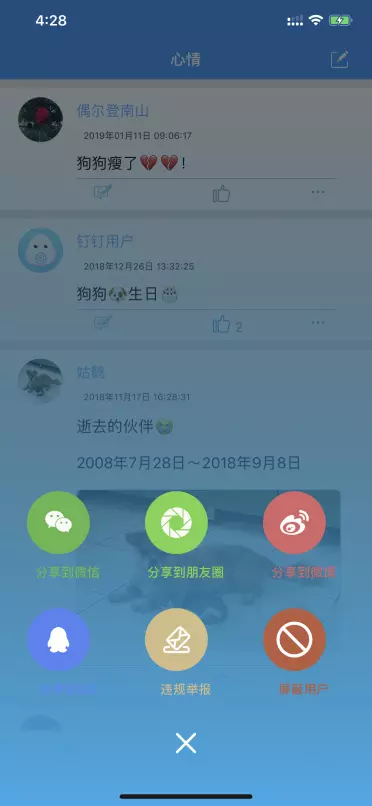 4:28
心情
偶尔登南山
2019年01月11日 09:06:17
狗狗瘦了💔💔!
钉钉用户
2018年12月26日 13:32:25
狗狗🐶生日🎂
2
姑鹞
2018年11月17日 16:28:31
逝去的伙伴😭
2008年7月28日～2018年9月8日
分享到微信
分享到朋友圈
分享到微博
违规举报
屏蔽用户